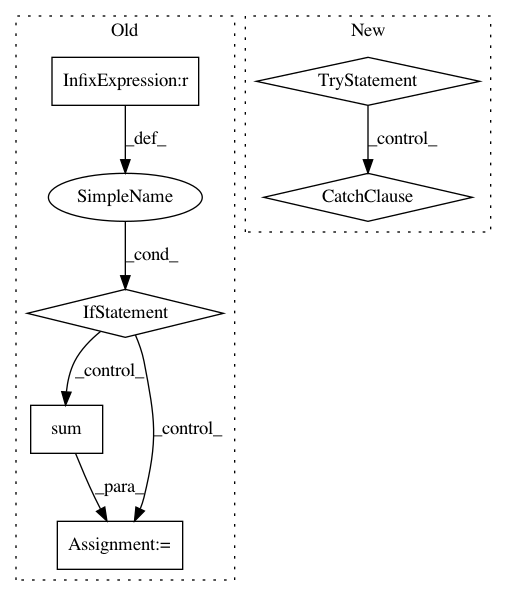 Old
New
InfixExpression:r
TryStatement
_def_
_control_
SimpleName
CatchClause
_cond_
IfStatement
_control_
_control_
sum
_para_
Assignment:=